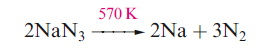 570 K
2NaN₃ ⟶ 2Na + 3N₂